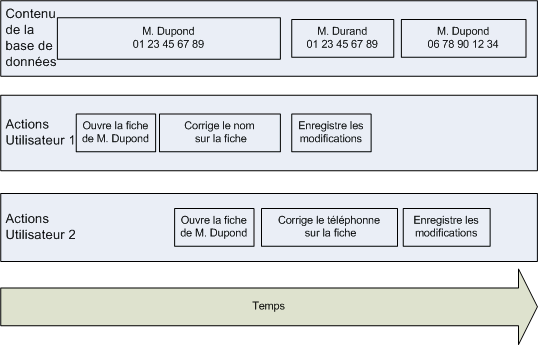 Contenu
de la
base de
données
M. Dupond
01 23 45 67 89
M. Durand
01 23 45 67 89
M. Dupond
06 78 90 12 34
Actions
Utilisateur 1
Ouvre la fiche
de M. Dupond
Corrige le nom
sur la fiche
Enregistre les
modifications
Actions
Utilisateur 2
Ouvre la fiche
de M. Dupond
Corrige le téléphonne
sur la fiche
Enregistre les
modifications
Temps